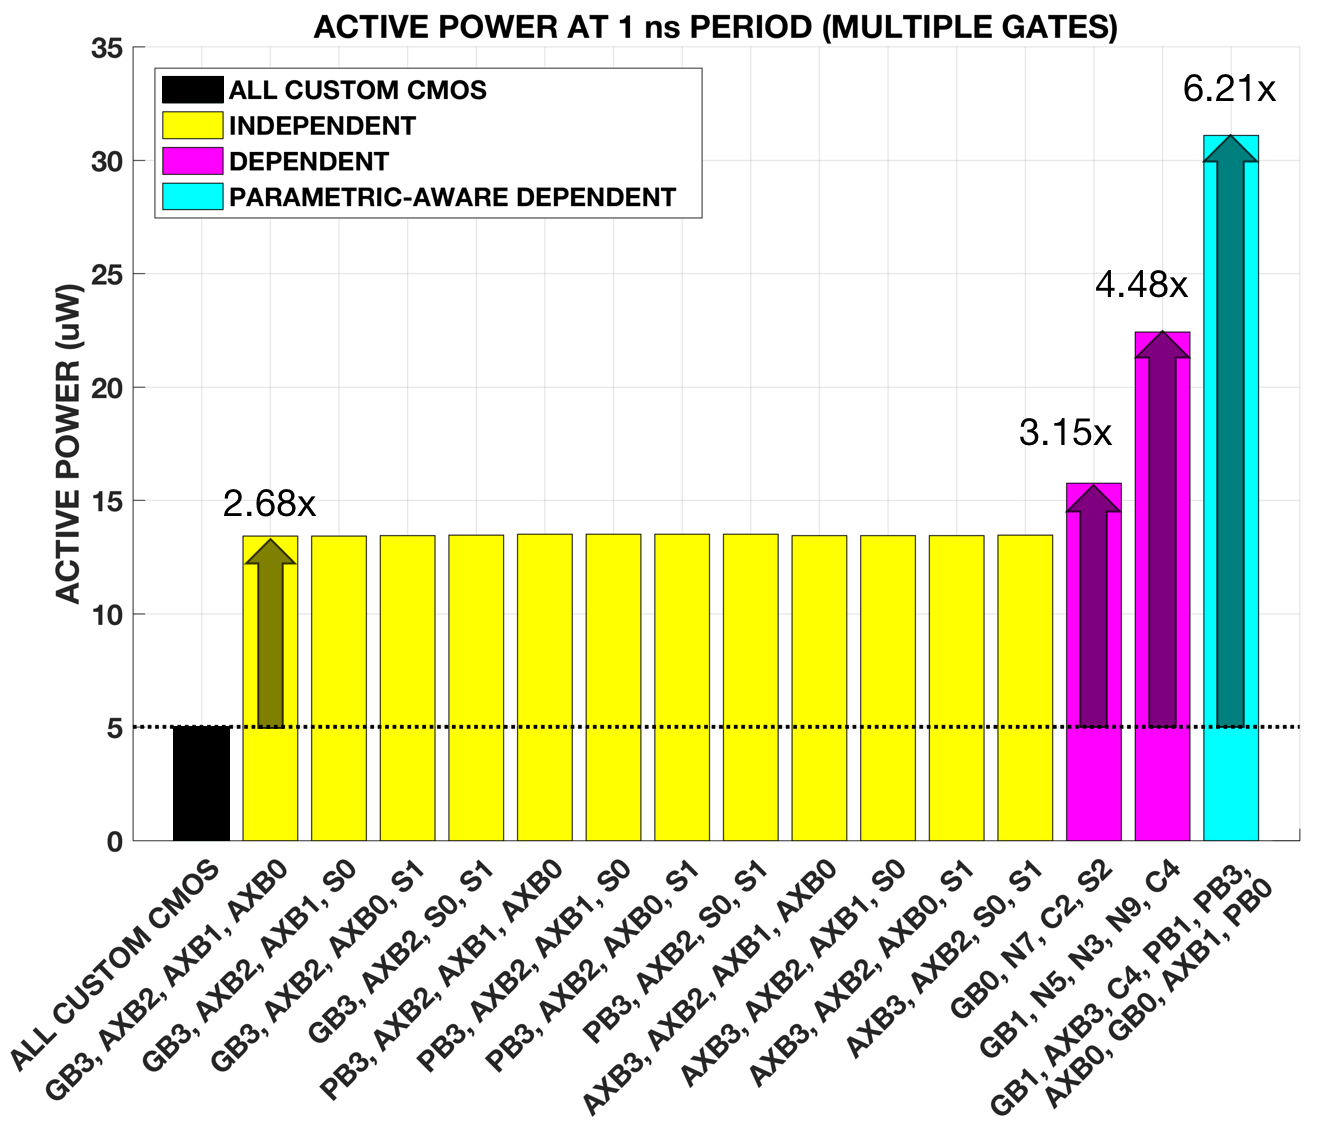 ACTIVE POWER AT 1 ns PERIOD (MULTIPLE GATES)
ALL CUSTOM CMOS
INDEPENDENT
DEPENDENT
PARAMETRIC-AWARE DEPENDENT
ACTIVE POWER (uW)
35
30
25
20
15
10
5
0
2.68x
3.15x
4.48x
6.21x
ALL CUSTOM CMOS
GB3, AXB2, AXB1, AXB0
GB3, AXB2, AXB1, S0
GB3, AXB2, AXB0, S1
GB3, AXB2, S0, S1
PB3, AXB2, AXB1, AXB0
PB3, AXB2, AXB1, S0
PB3, AXB2, AXB0, S1
PB3, AXB2, S0, S1
AXB3, AXB2, AXB1, AXB0
AXB3, AXB2, AXB1, S0
AXB3, AXB2, AXB0, S1
AXB3, AXB2, S0, S1
GB0, N7, C2, S2
GB1, N5, N3, N9, C4
GB1, AXB3, C4, PB1, PB3,
AXB0, GB0, AXB1, PB0